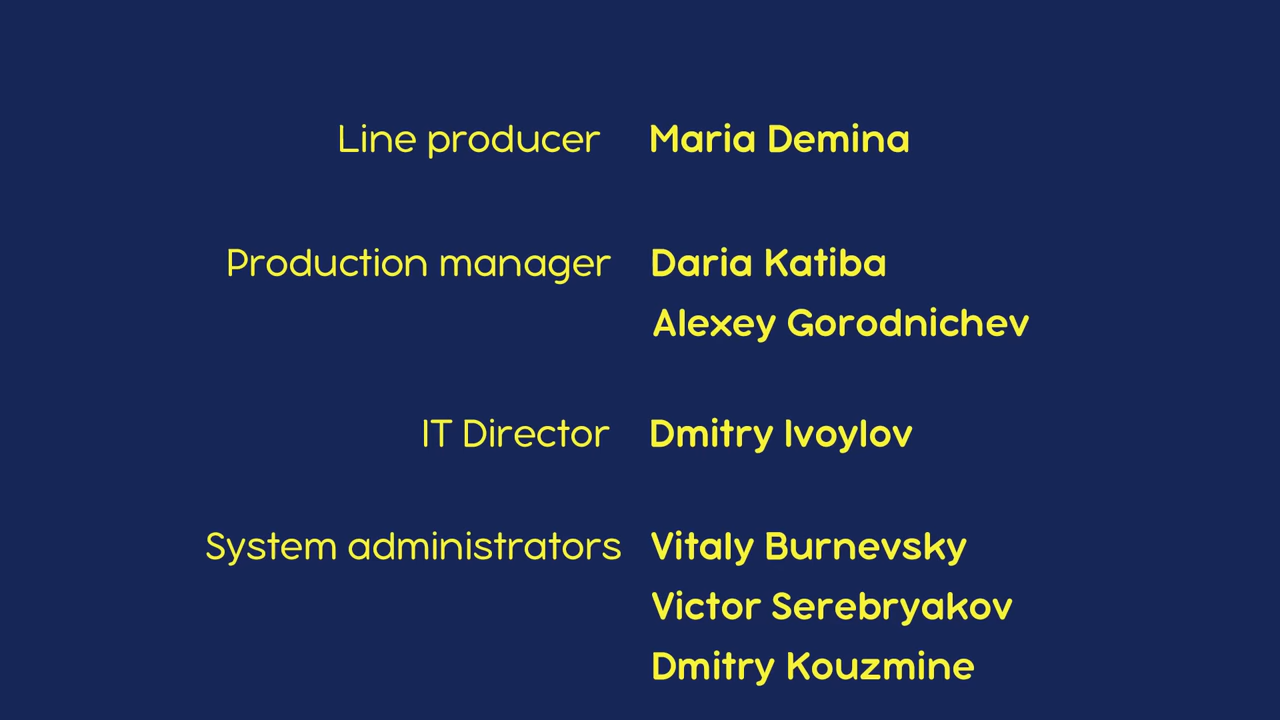 Line producer Maria Demina
Production manager Daria Katiba
Alexey Gorodnichev
IT Director Dmitry Ivoylov
System administrators Vitaly Burnevsky
Victor Serebryakov
Dmitry Kouzmine